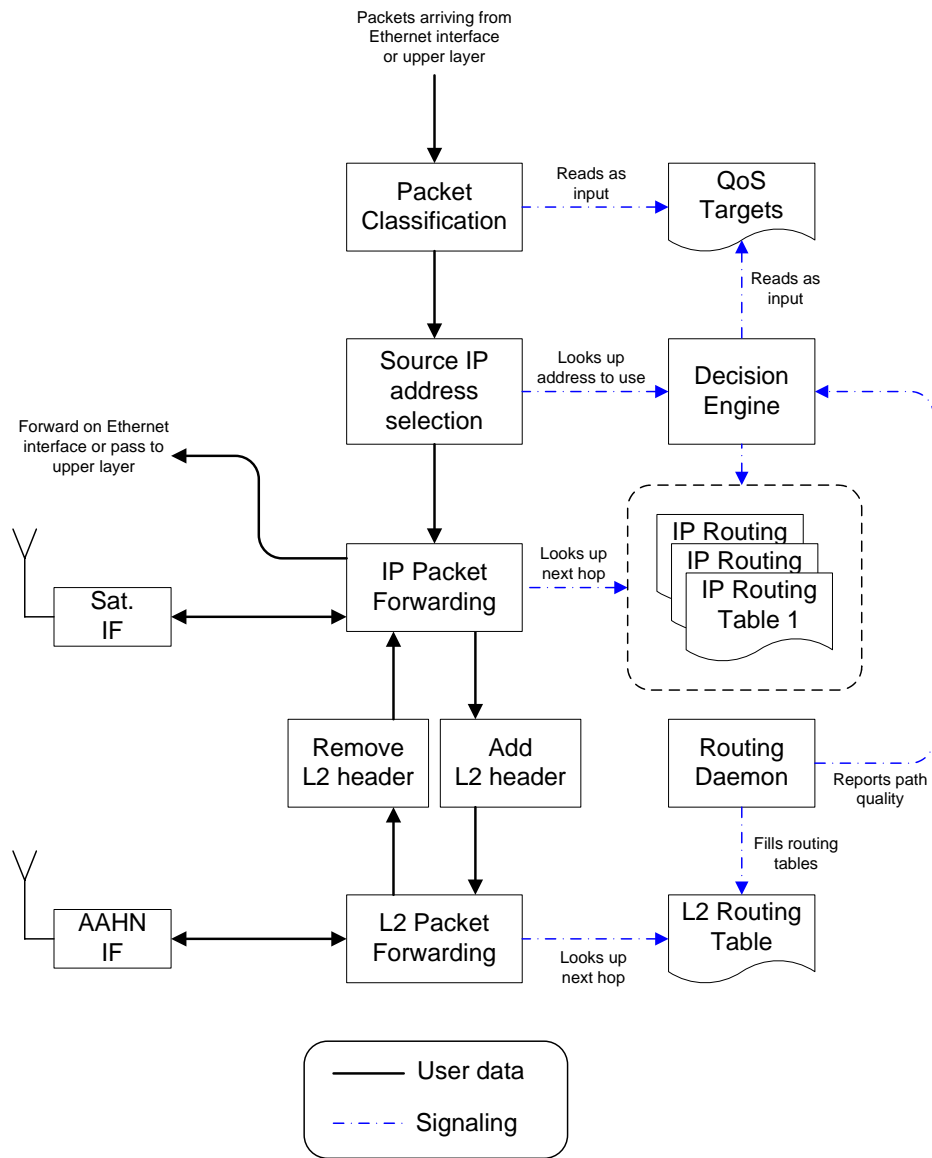 Packets arriving from
Ethernet interface
or upper layer
Packet
Classification
Reads as
input
QoS
Targets
Reads as
input
Source IP
address
selection
Looks up
address to use
Decision
Engine
Forward on Ethernet
interface or pass to
upper layer
IP Packet
Forwarding
Looks up
next hop
IP Routing
IP Routing
IP Routing
Table 1
Sat.
IF
Remove
L2 header
Add
L2 header
Routing
Daemon
Reports path
quality
Fills routing
tables
AAHN
IF
L2 Packet
Forwarding
Looks up
next hop
L2 Routing
Table
User data
Signaling